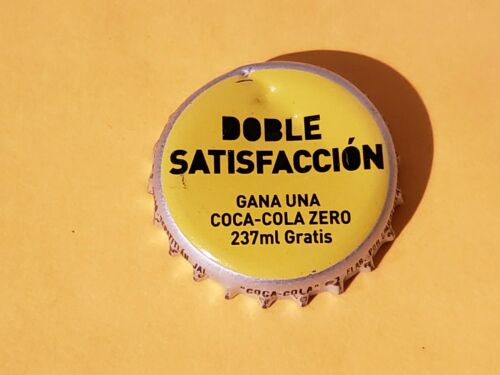 DOBLE
SATISFACCIÓN
GANA UNA
COCA-COLA ZERO
237ml Gratis
"COCA-COLA"